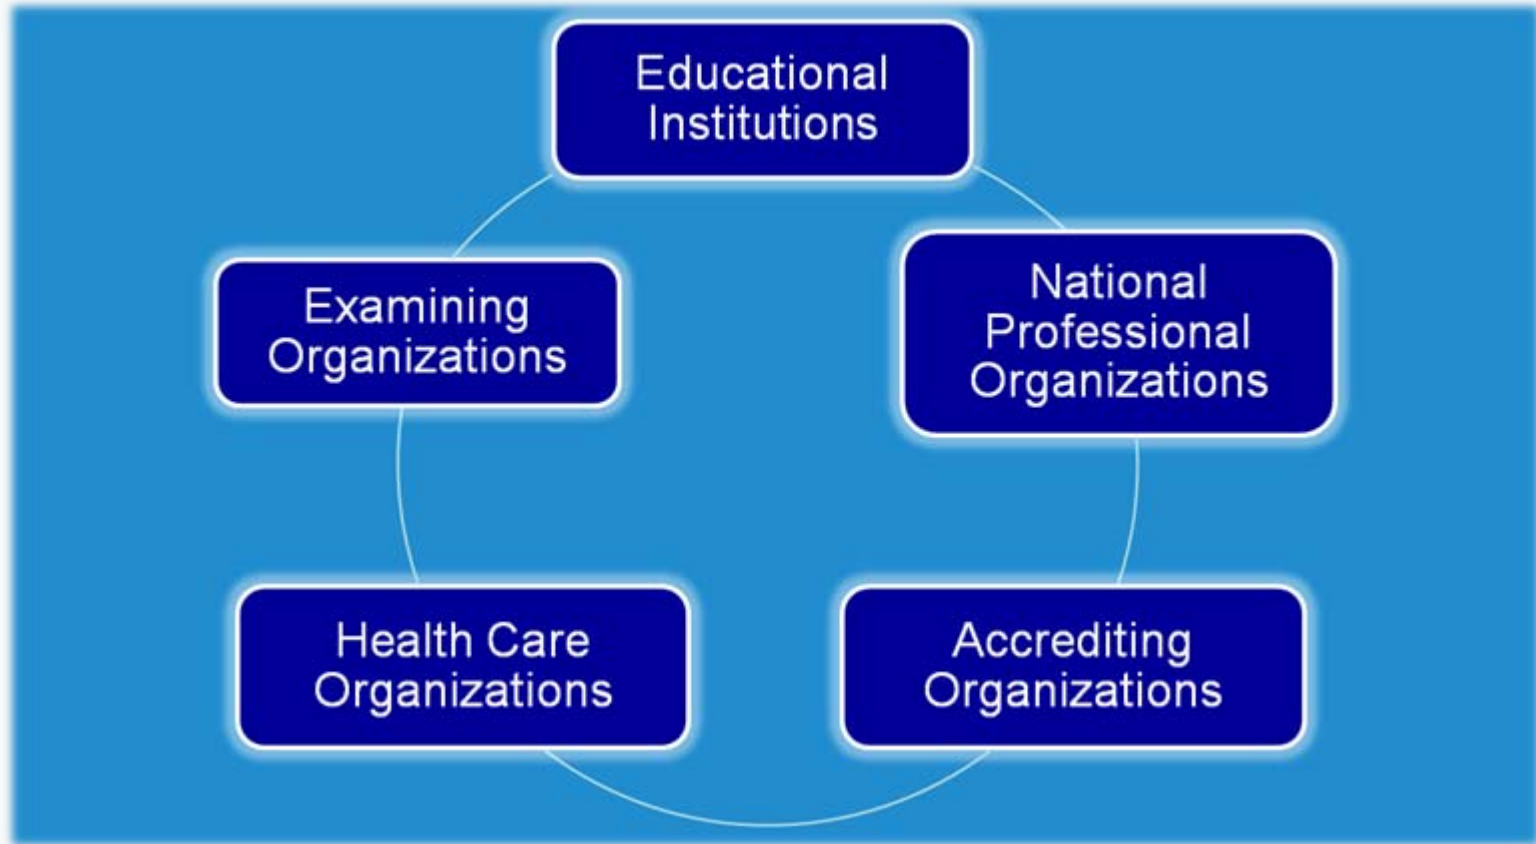 Educational
Institutions
National
Professional
Organizations
Examining
Organizations
Health Care
Organizations
Accrediting
Organizations